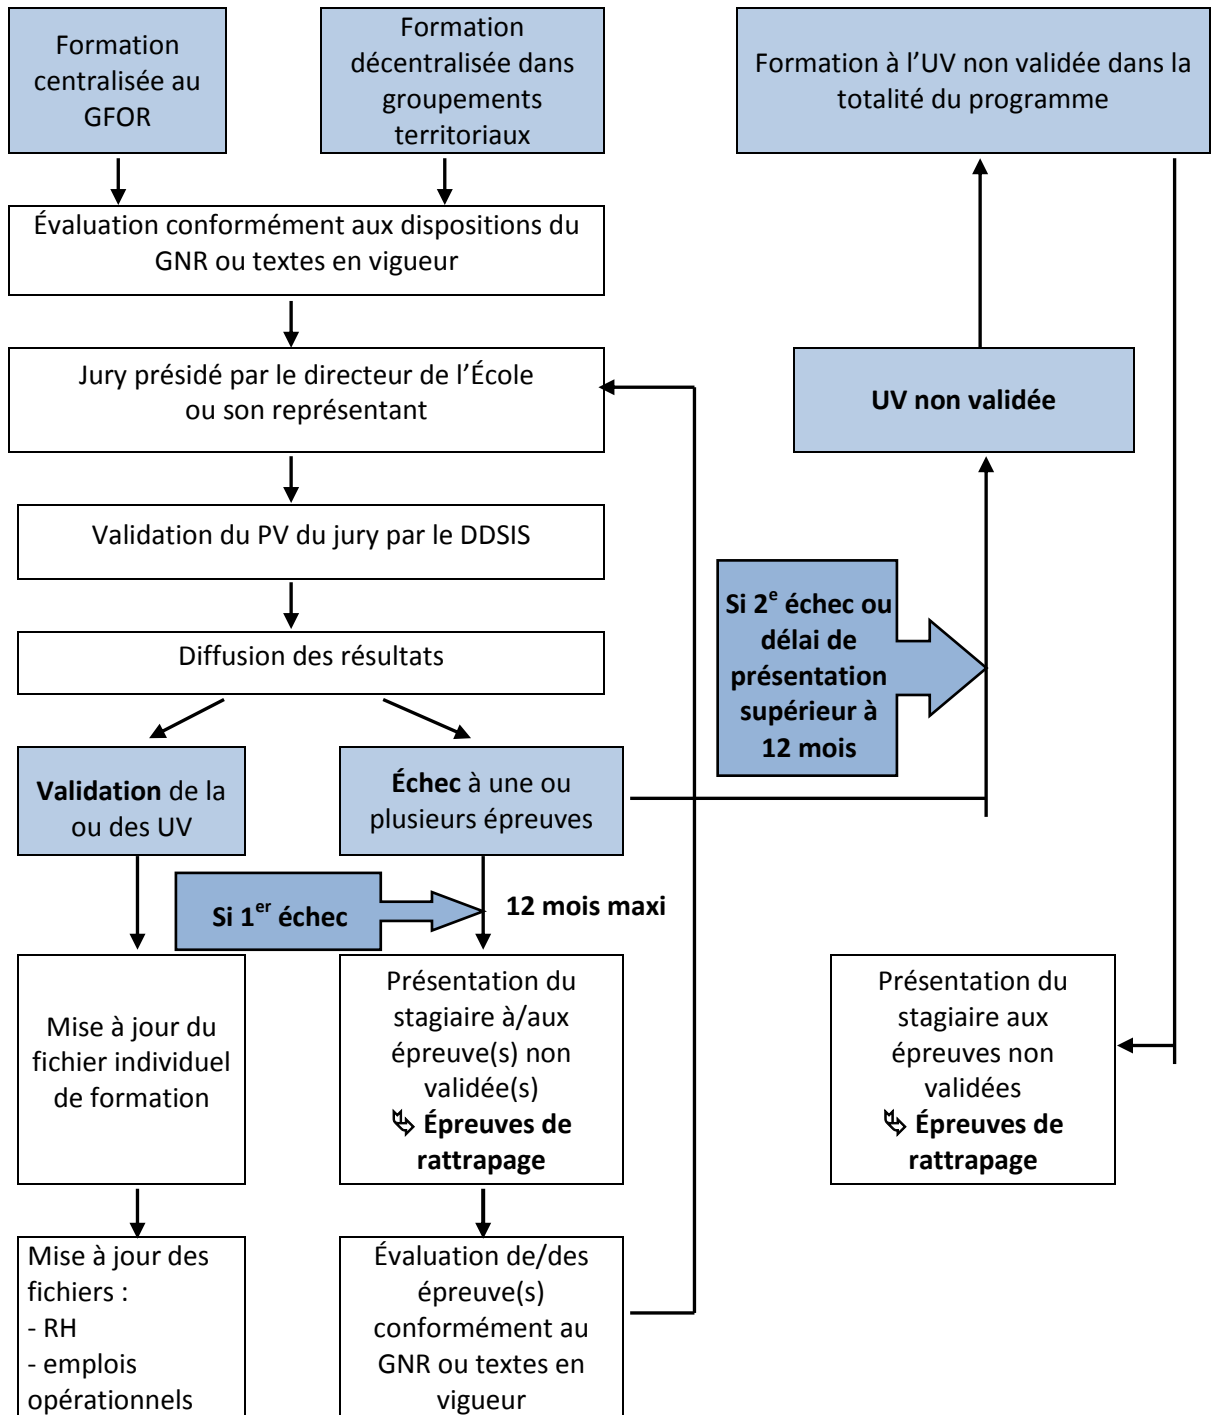 Formation
centralisée au
GFOR
Formation
décentralisée dans
groupements
territoriaux
Formation à l’UV non validée dans la
totalité du programme
Évaluation conformément aux dispositions du
GNR ou textes en vigueur
Jury présidé par le directeur de l’École
ou son représentant
UV non validée
Validation du PV du jury par le DDSIS
Diffusion des résultats
Si 2e échec ou
délai de
présentation
supérieur à
12 mois
Validation de la
ou des UV
Échec à une ou
plusieurs épreuves
Si 1er échec
12 mois maxi
Mise à jour du
fichier individuel
de formation
Présentation du
stagiaire à/aux
épreuve(s) non
validée(s)
Épreuves de
rattrapage
Présentation du
stagiaire aux
épreuves non
validées
Épreuves de
rattrapage
Mise à jour des
fichiers :
- RH
- emplois
opérationnels
Évaluation de/des
épreuve(s)
conformément au
GNR ou textes en
vigueur